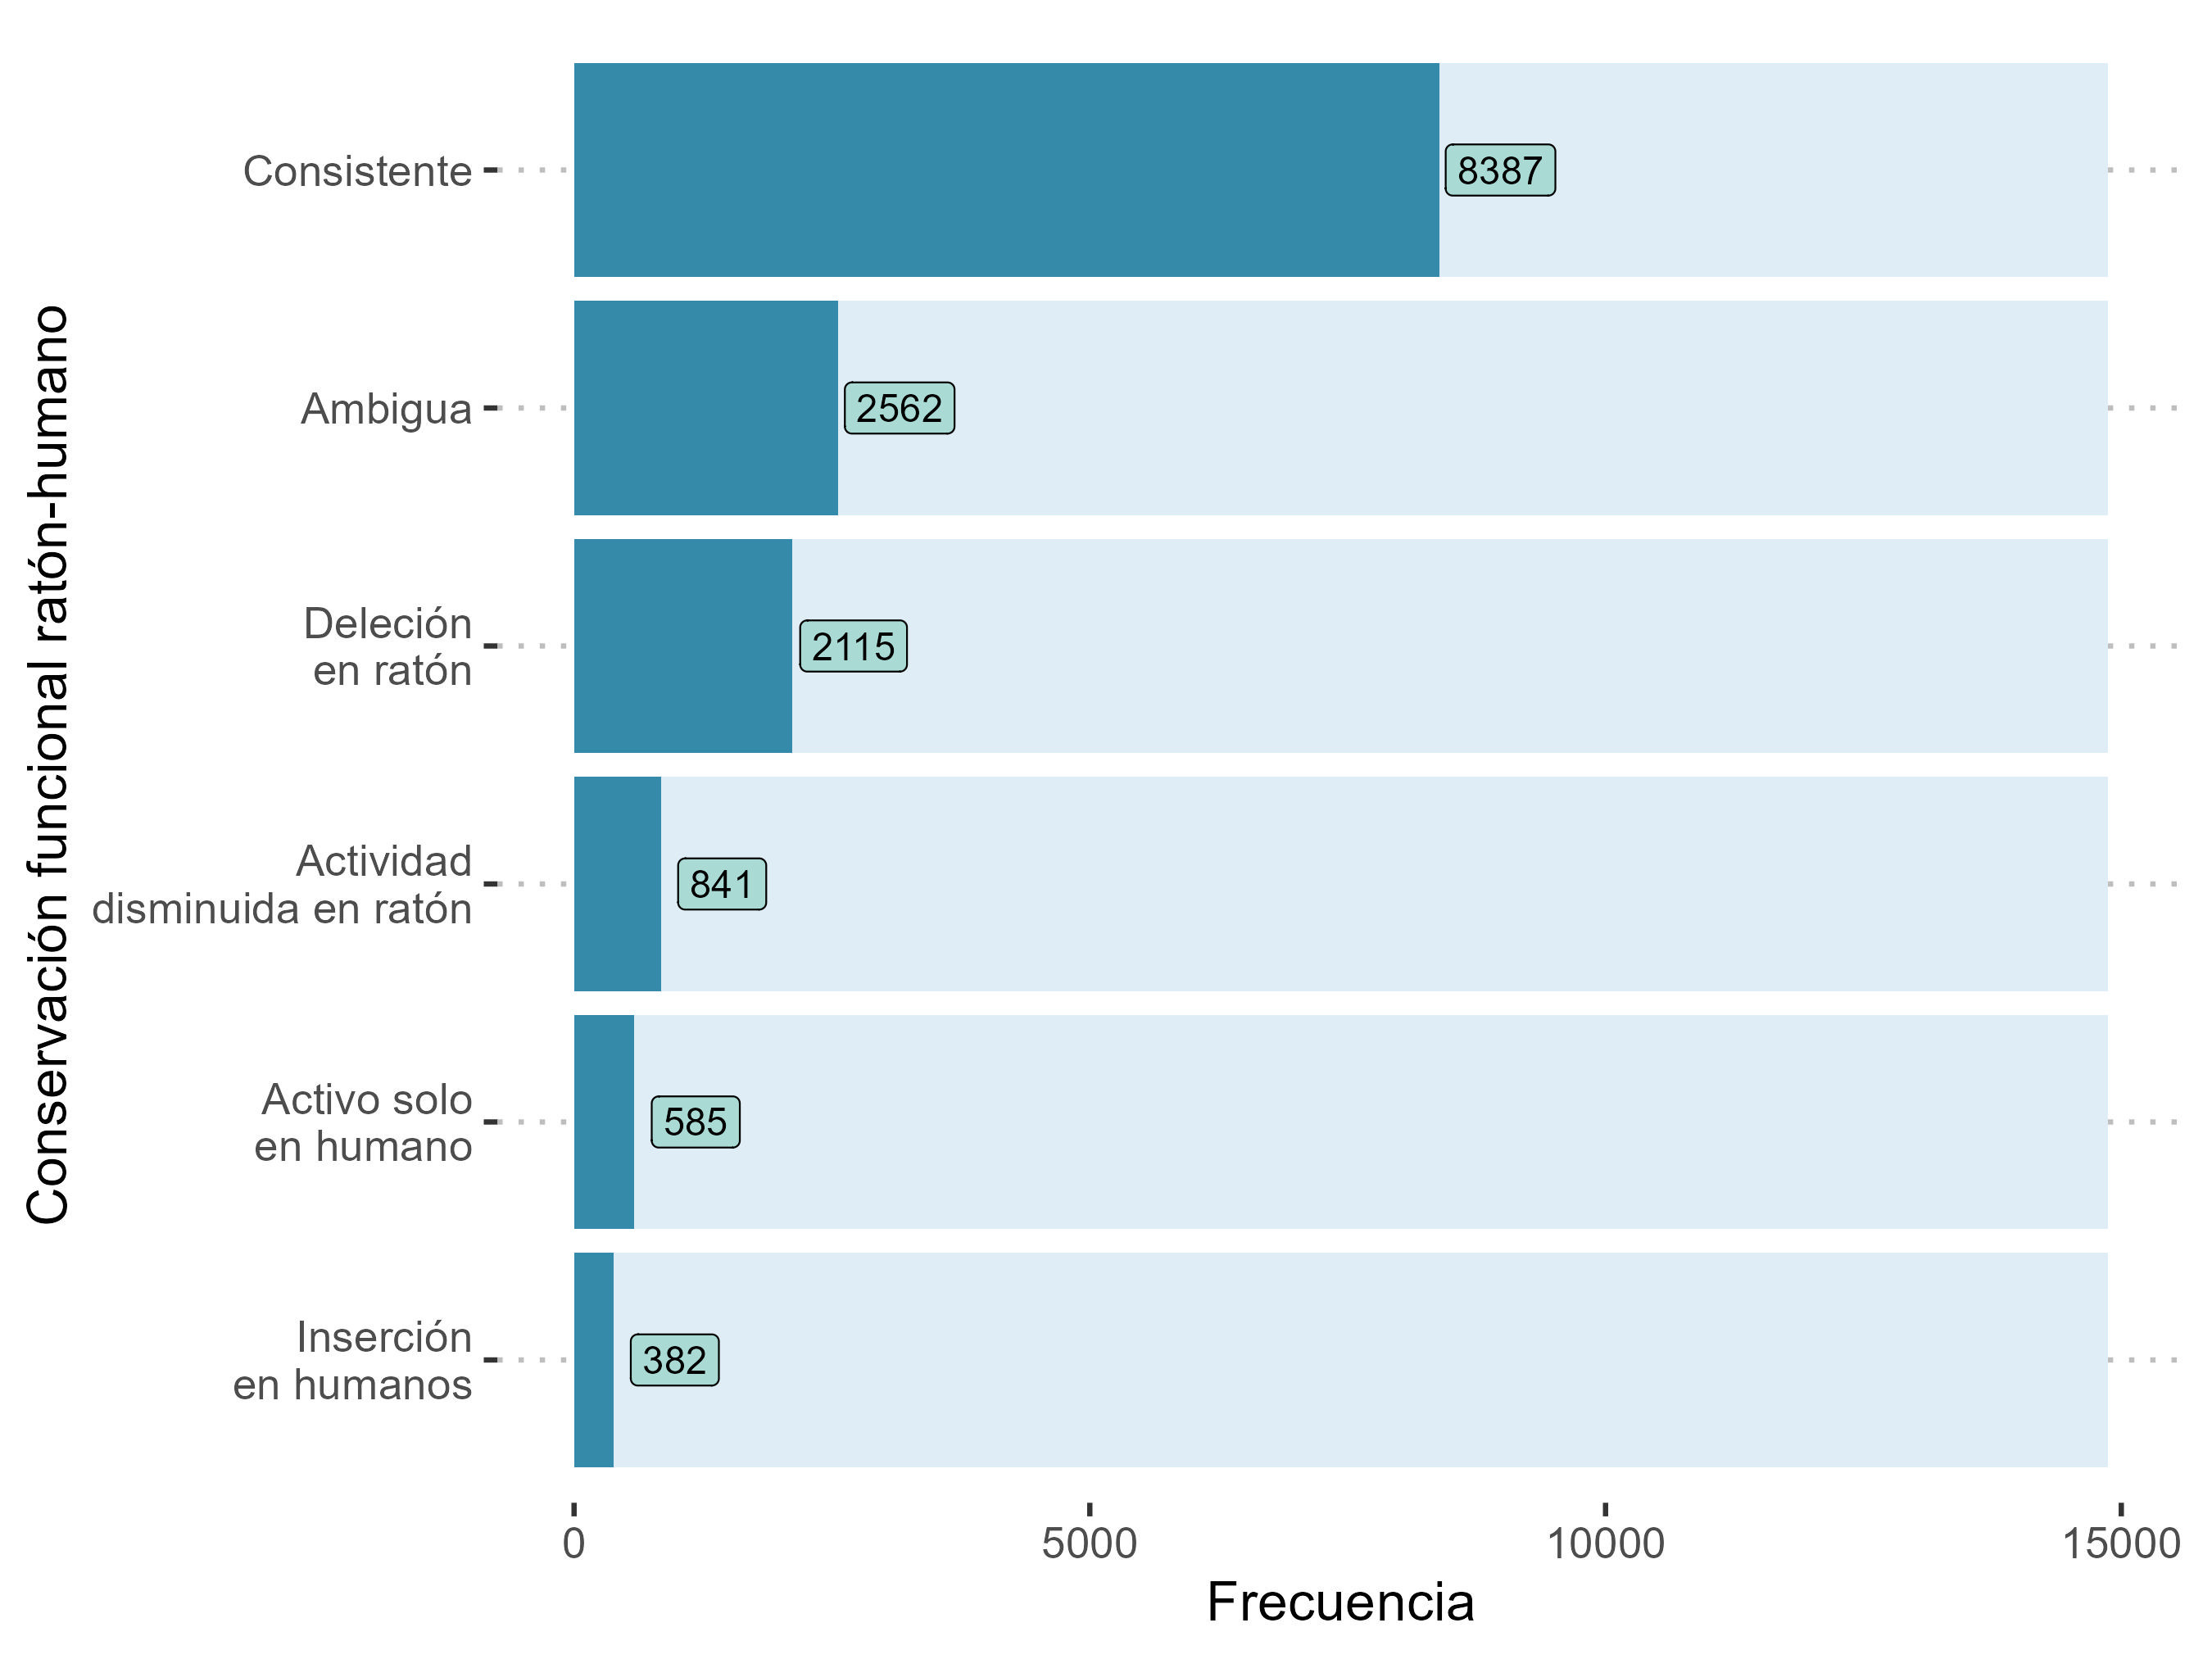 Conservación funcional ratón-humano
Consistente
8387
Ambigua
2562
Deleción
en ratón
2115
Actividad
disminuida en ratón
841
Activo solo
en humano
585
Inserción
en humanos
382
0
5000
10000
15000
Frecuencia